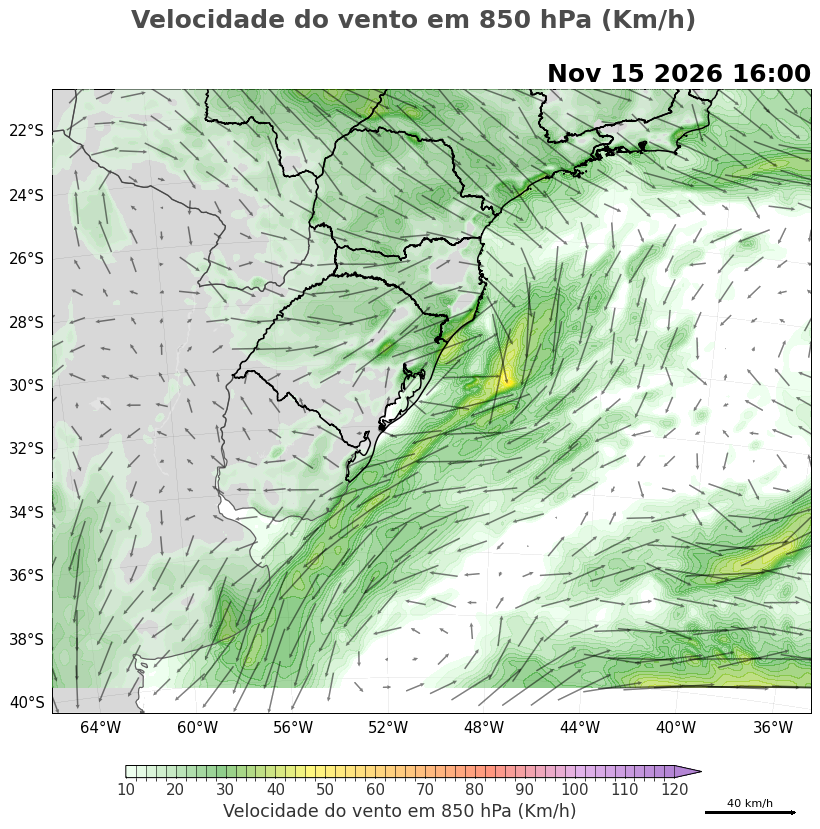 Velocidade do vento em 850 hPa (Km/h)
Nov 15 2026 16:00
22°S
24°S
26°S
28°S
30°S
32°S
34°S
36°S
38°S
40°S
64°W 60°W 56°W 52°W 48°W 44°W 40°W 36°W
10 20 30 40 50 60 70 80 90 100 110 120
Velocidade do vento em 850 hPa (Km/h)
40 km/h